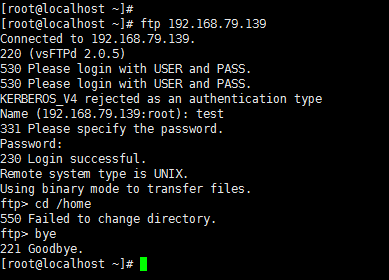 [root@localhost ~]#
[root@localhost ~]# ftp 192.168.79.139
Connected to 192.168.79.139.
220 (vsFTPd 2.0.5)
530 Please login with USER and PASS.
530 Please login with USER and PASS.
KERBEROS_V4 rejected as an authentication type
Name (192.168.79.139:root): test
331 Please specify the password.
Password:
230 Login successful.
Remote system type is UNIX.
Using binary mode to transfer files.
ftp> cd /home
550 Failed to change directory.
ftp> bye
221 Goodbye.
[root@localhost ~]#